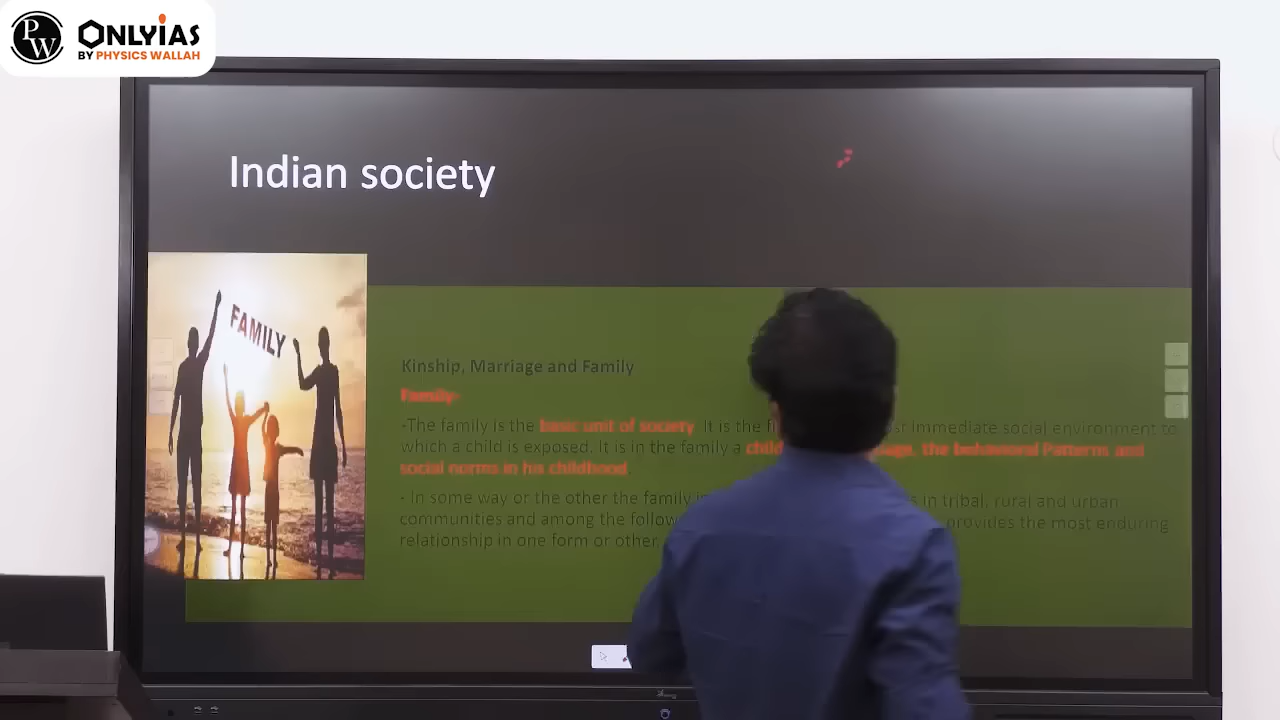 PW
ONLYIAS
BY PHYSICS WALLAH
Indian society
FAMILY
Kinship, Marriage and Family
Family-
-The family is the basic unit of society. It is the Immediate social environment to
which a child is exposed. It is in the family a child the behavioral Patterns and
social norms in his childhood.
- In some way or the other the family in tribal, rural and urban
communities and among the provides the most enduring
relationship in one form or other